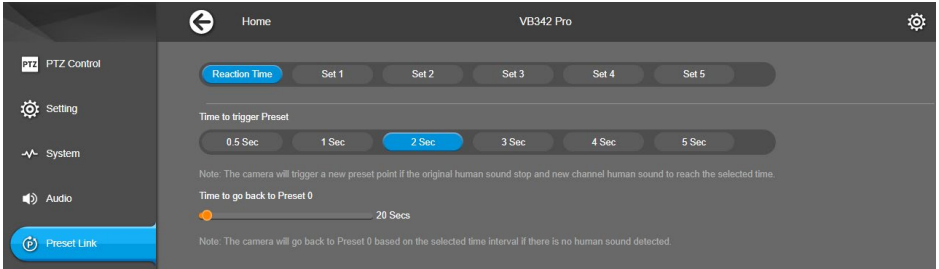 Home
VB342 Pro
PTZ PTZ Control
Setting
System
Audio
P Preset Link
Reaction Time Set 1 Set 2 Set 3 Set 4 Set 5
Time to trigger Preset
0.5 Sec 1 Sec 2 Sec 3 Sec 4 Sec 5 Sec
Note: The camera will trigger a new preset point if the original human sound stop and new channel human sound to reach the selected time.
Time to go back to Preset 0
20 Secs
Note: The camera will go back to Preset 0 based on the selected time interval if there is no human sound detected.